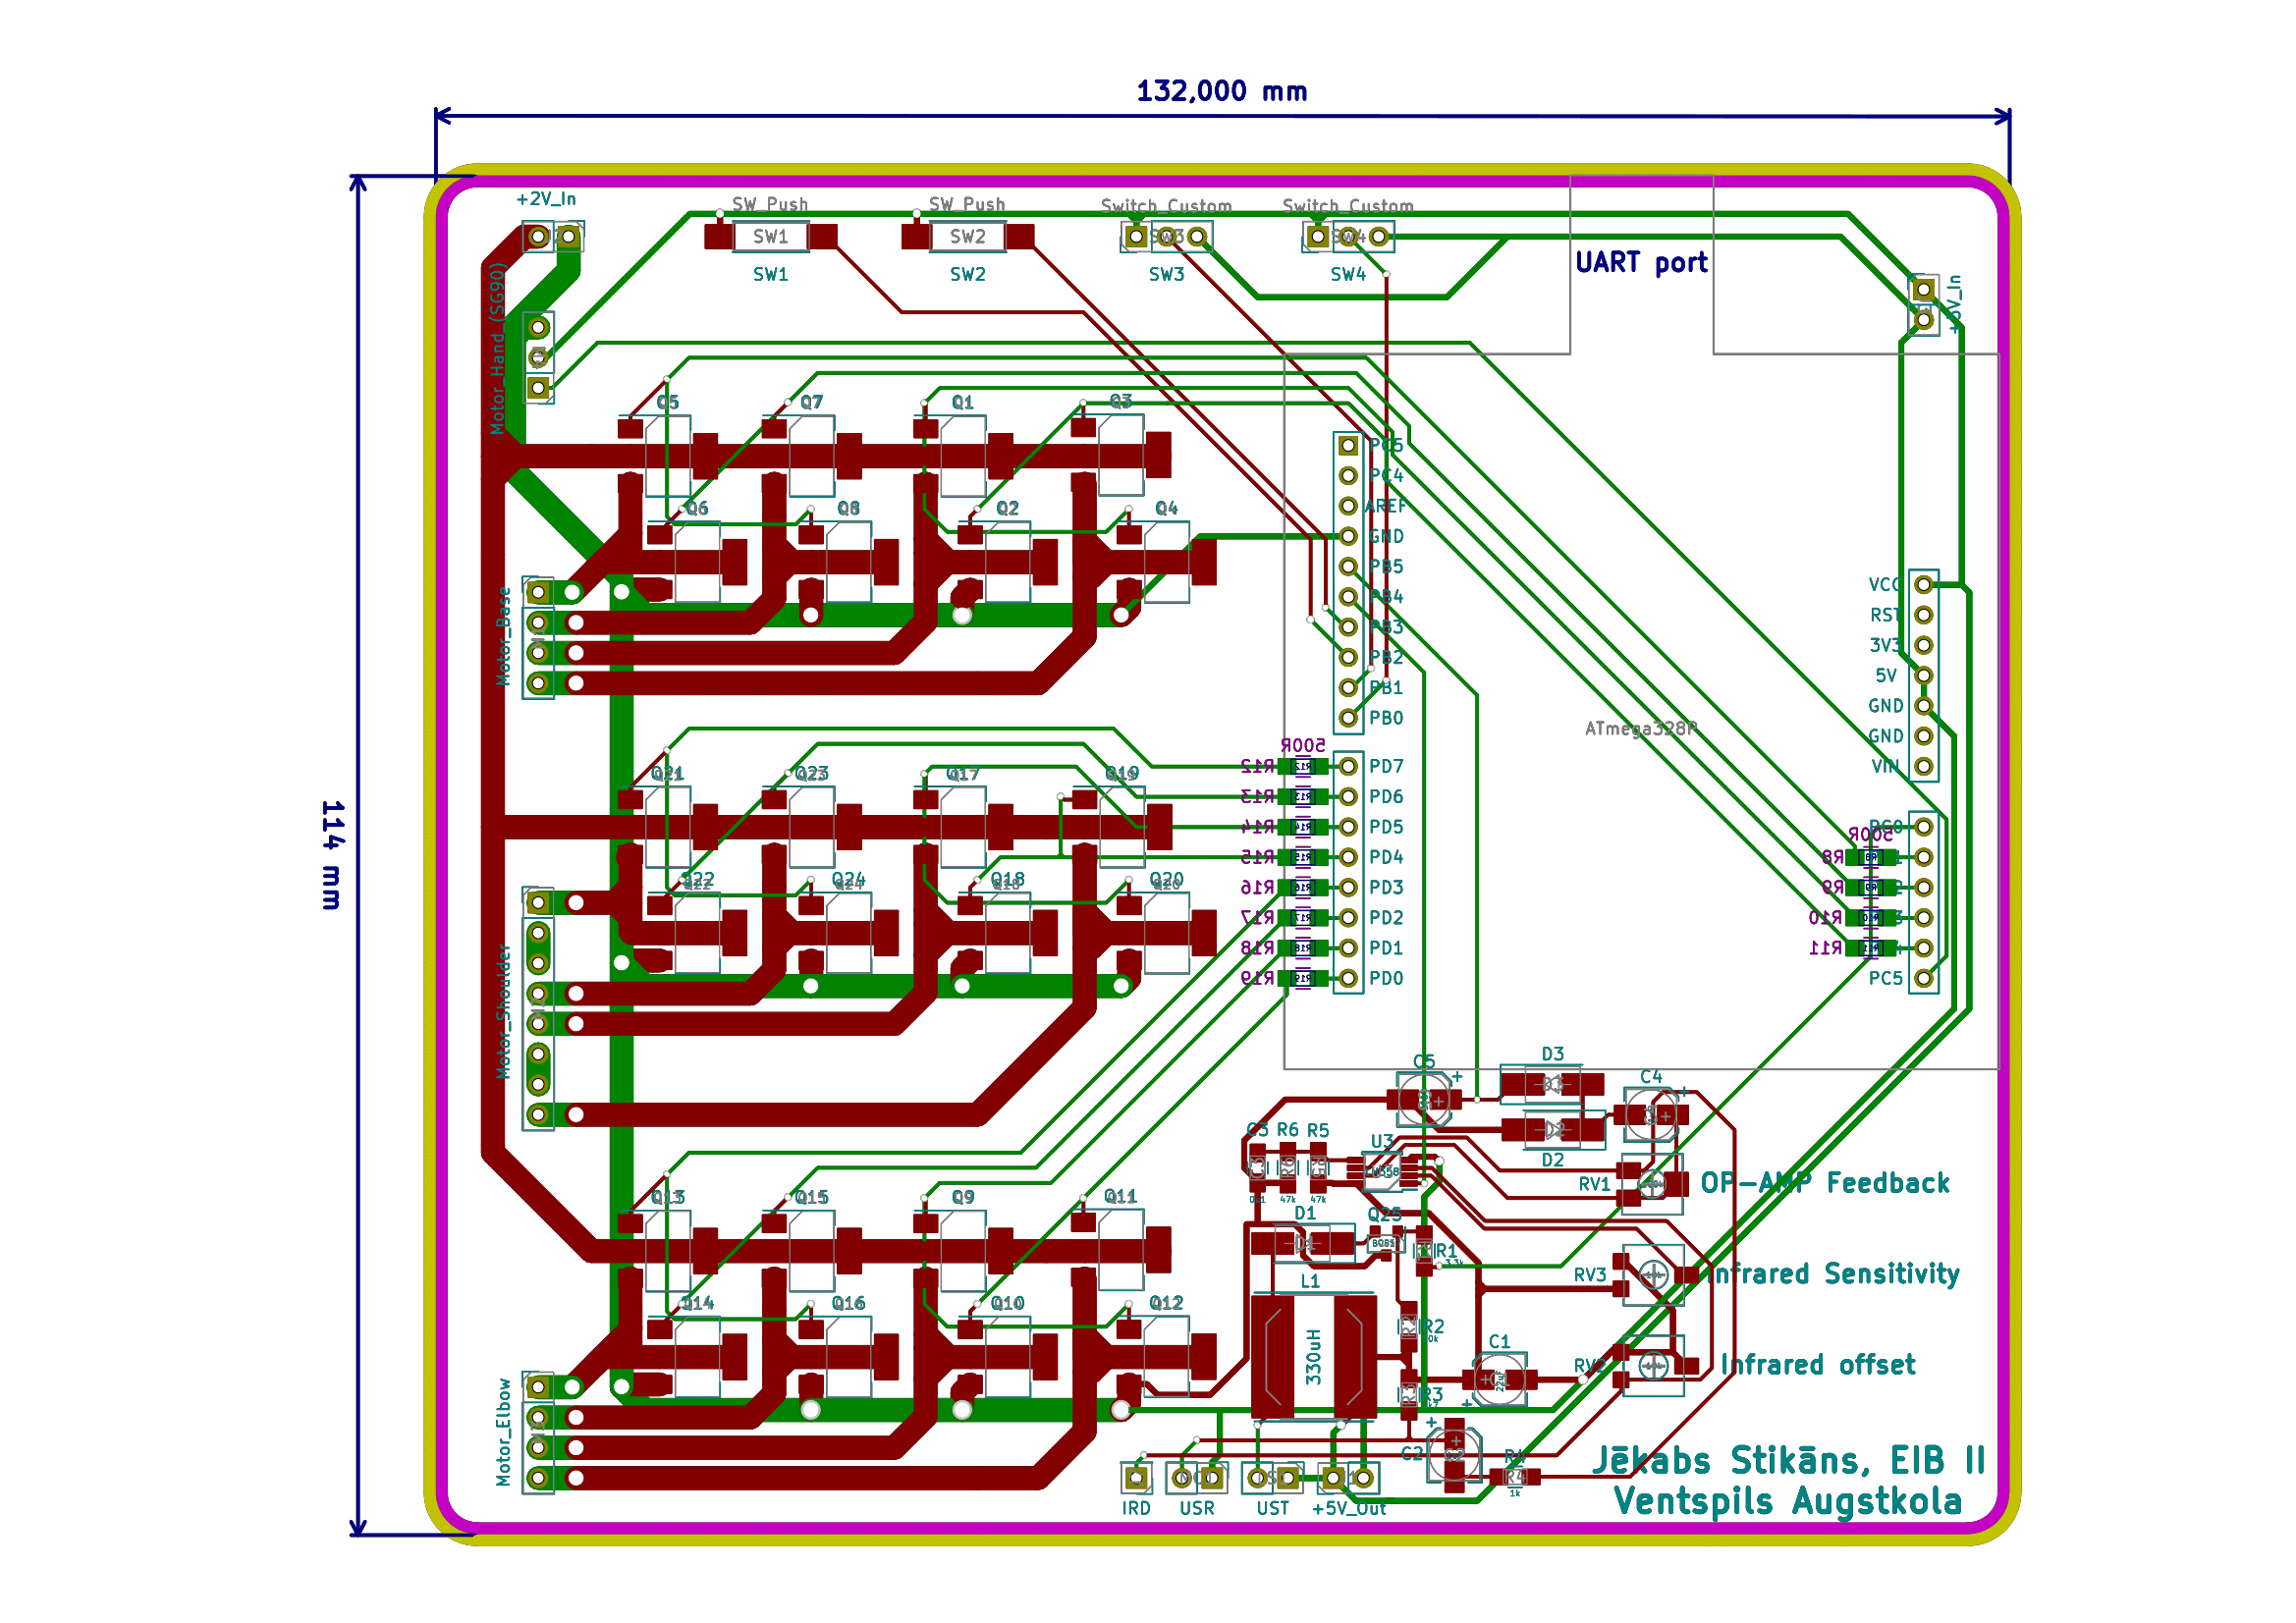 132,000 mm
114 mm
+2V_In
SW_Push
SW1
SW1
SW_Push
SW2
SW2
Switch_Custom
SW3
SW3
Switch_Custom
SW4
SW4
UART port
+5V_In
Motor_Hand_(SG90)
Q5
Q7
Q1
Q3
Q6
Q8
Q2
Q4
Motor_Base
PC5
PC4
AREF
GND
PB5
PB4
PB3
PB2
PB1
PB0
VCC
RST
3V3
5V
GND
GND
VIN
ATmega328P
500R
R12
PD7
R13
PD6
R14
PD5
R15
PD4
R16
PD3
R17
PD2
R18
PD1
R19
PD0
PC0
500R
R8
R9
R10
R11
PC5
Q21
Q23
Q17
Q19
Q22
Q24
Q18
Q20
Motor_Shoulder
Q13
Q15
Q9
Q11
Q14
Q16
Q10
Q12
Motor_Elbow
C5
D3
C4
D2
C3
R6
R5
U3
47k
47k
RV1
OP-AMP Feedback
D1
Q25
R1
3.3k
RV3
Infrared Sensitivity
L1
330uH
R2
R3
C1
RV2
Infrared offset
C2
R4
R4
1k
IRD
USR
UST
+5V_Out
Jēkabs Stikāns, EIB II
Ventspils Augstkola